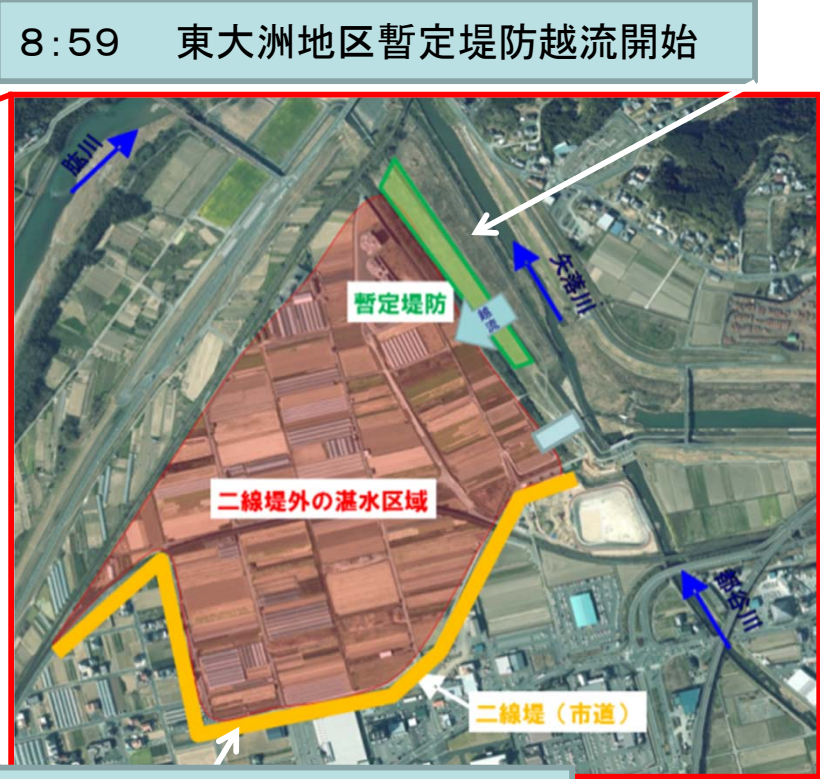 8:59　東大洲地区暫定堤防越流開始
肱川
矢落川
暫定堤防
越流
二線堤外の湛水区域
都谷川
二線堤（市道）